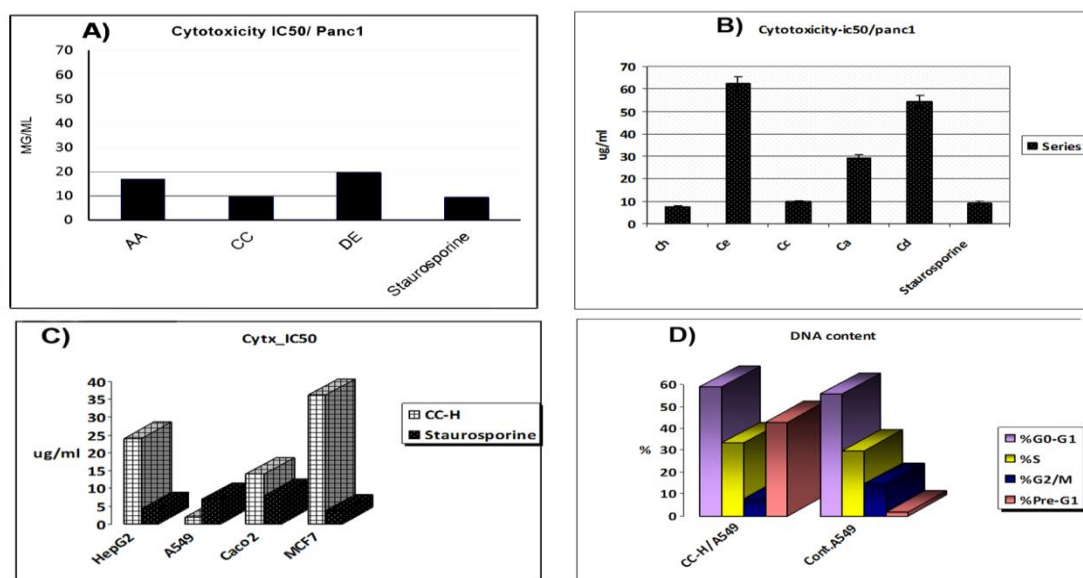 A)
Cytotoxicity IC50/ Panc1
MG/ML
70
60
50
40
30
20
10
0
AA
CC
DE
Staurosporine
B)
Cytotoxicity-ic50/panc1
ug/ml
70
60
50
40
30
20
10
0
Ch
Ce
Cc
Ca
Cd
Staurosporine
Series
C)
Cytx_IC50
ug/ml
40
35
30
25
20
15
10
5
0
HepG2
A549
Caco2
MCF7
CC-H
Staurosporine
D)
DNA content
%
60
50
40
30
20
10
0
CC-H/A549
Cont.A549
%G0-G1
%S
%G2/M
%Pre-G1